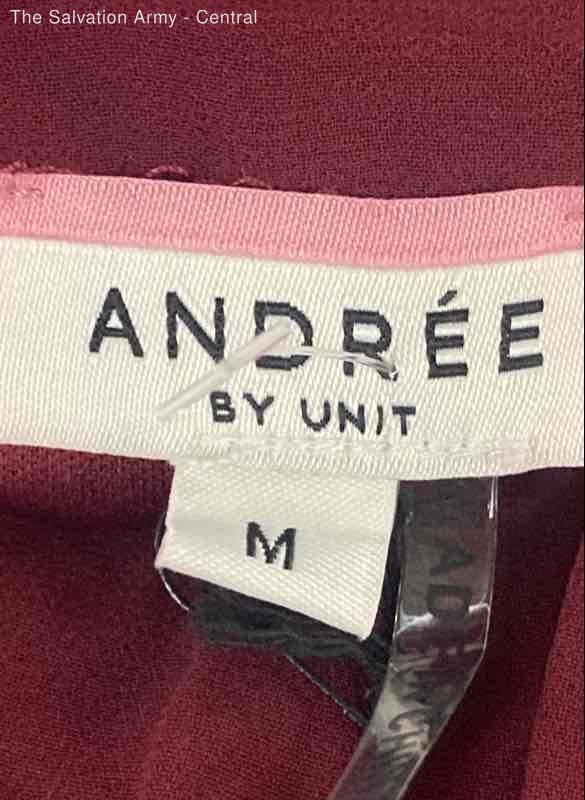 The Salvation Army - Central
ANDRÉE
BY UNIT
M